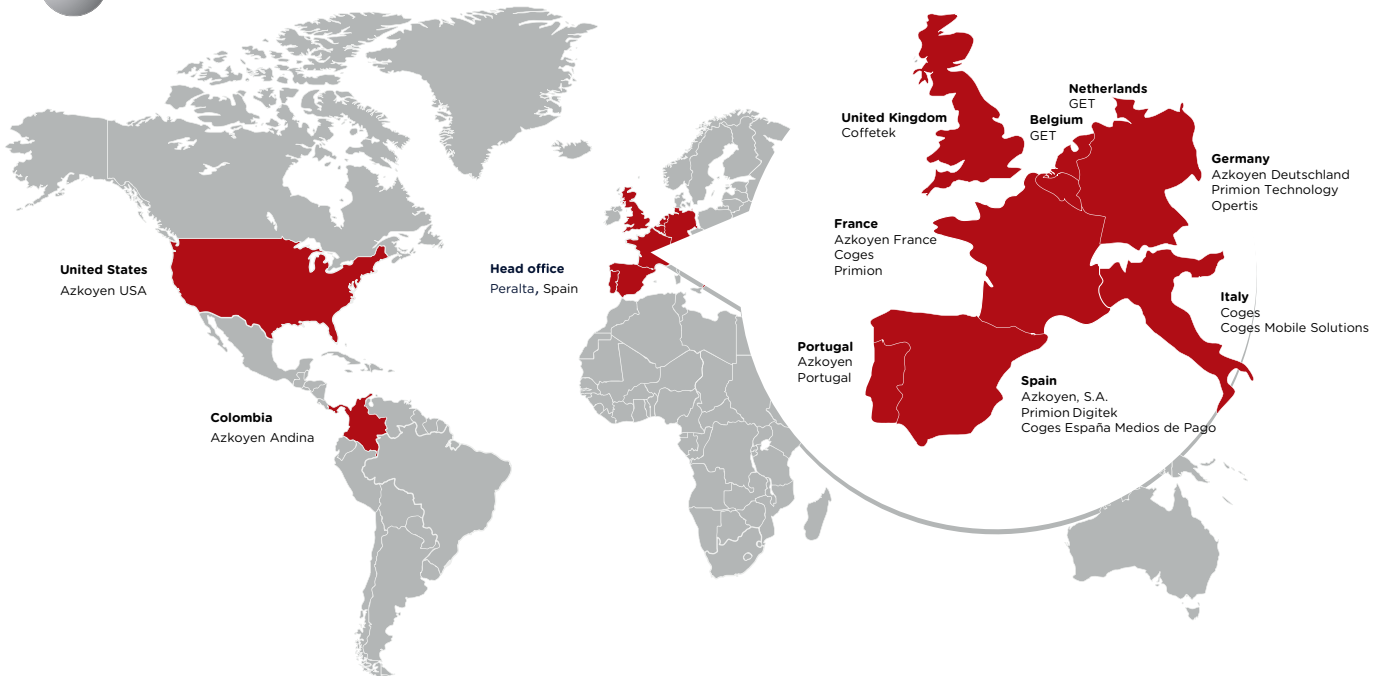 United States
Azkoyen USA
Colombia
Azkoyen Andina
Head office
Peralta, Spain
United Kingdom
Coffetek
Netherlands
GET
Belgium
GET
Germany
Azkoyen Deutschland
Primion Technology
Opertis
France
Azkoyen France
Coges
Primion
Italy
Coges
Coges Mobile Solutions
Portugal
Azkoyen
Portugal
Spain
Azkoyen, S.A.
Primion Digitek
Coges España Medios de Pago